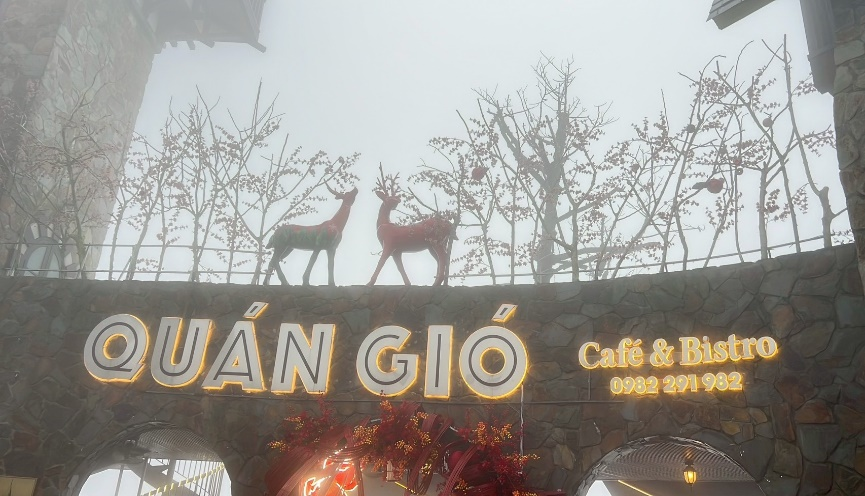 QUÁN GIÓ
Café & Bistro
0982 291 982